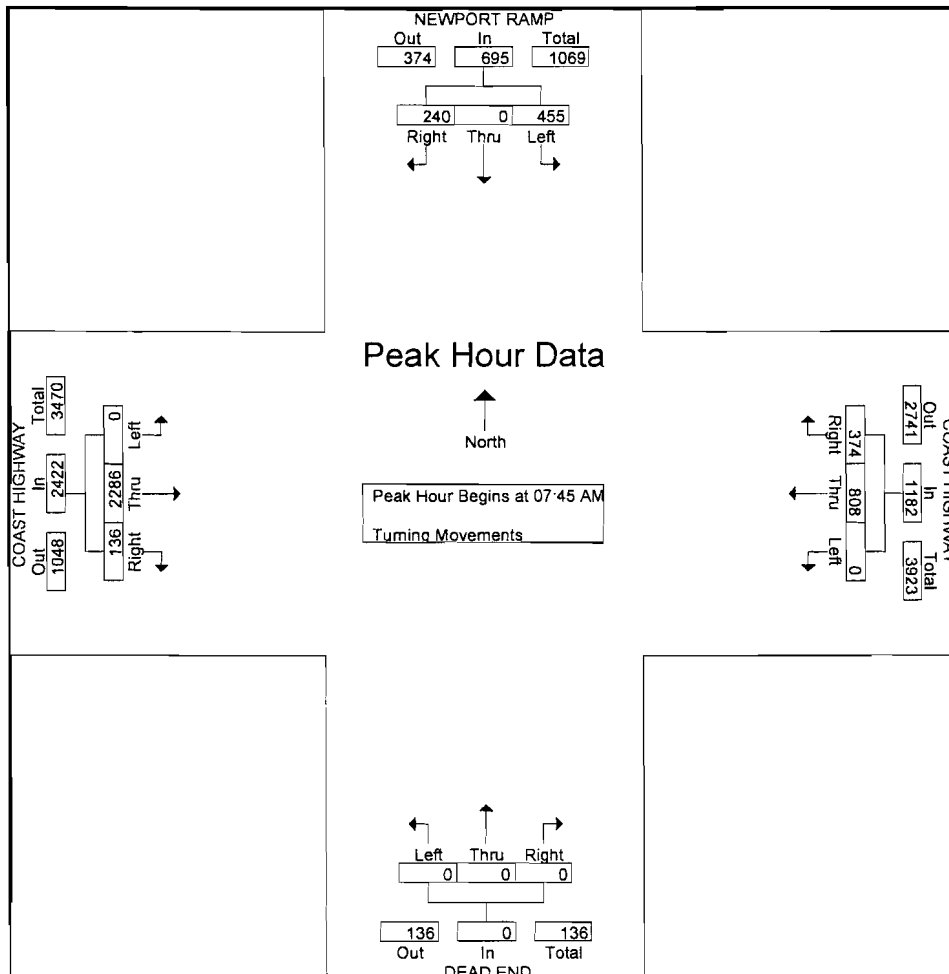 NEWPORT RAMP
Out In Total
374 695 1069
240 0 455
Right Thru Left
Peak Hour Data
North
Peak Hour Begins at 07:45 AM
Turning Movements
COAST HIGHWAY
Total In Out
3470 2422 1048
0 2286 136
Left Thru Right
Right Thru Left
374 808 0
2741 1182 3923
Out In Total
COAST HIGHWAY
Left Thru Right
0 0 0
136 0 136
Out In Total
DEAD END